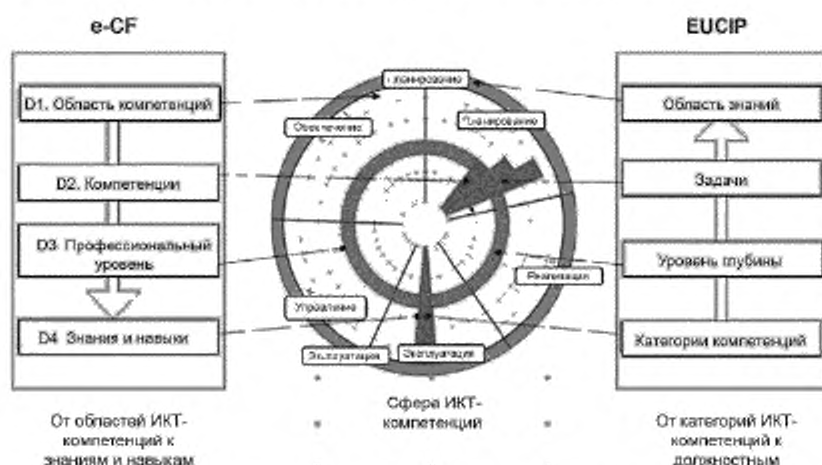 e-CF
EUCIP
D1. Область компетенций
D2. Компетенции
D3 Профессиональный
уровень
D4 Знания и навыки
От областей ИКТ-
компетенций к
знаниям и навыкам
Планирование
Обеспечение
Планирование
Реализация
Управление
Эксплуатация
Эксплуатация
Сфера ИКТ-
компетенций
Область знаний
Задачи
Уровень глубины
Категории компетенций
От категорий ИКТ-
компетенций к
должностным